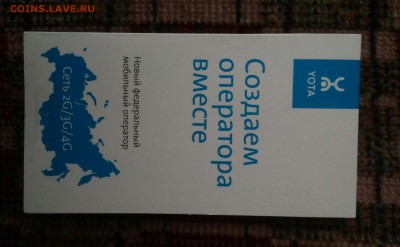 COINS.LAVE.RU
YOTA
Создаем
оператора
вместе
Новый федеральный
мобильный оператор
Сеть 2G/3G/4G